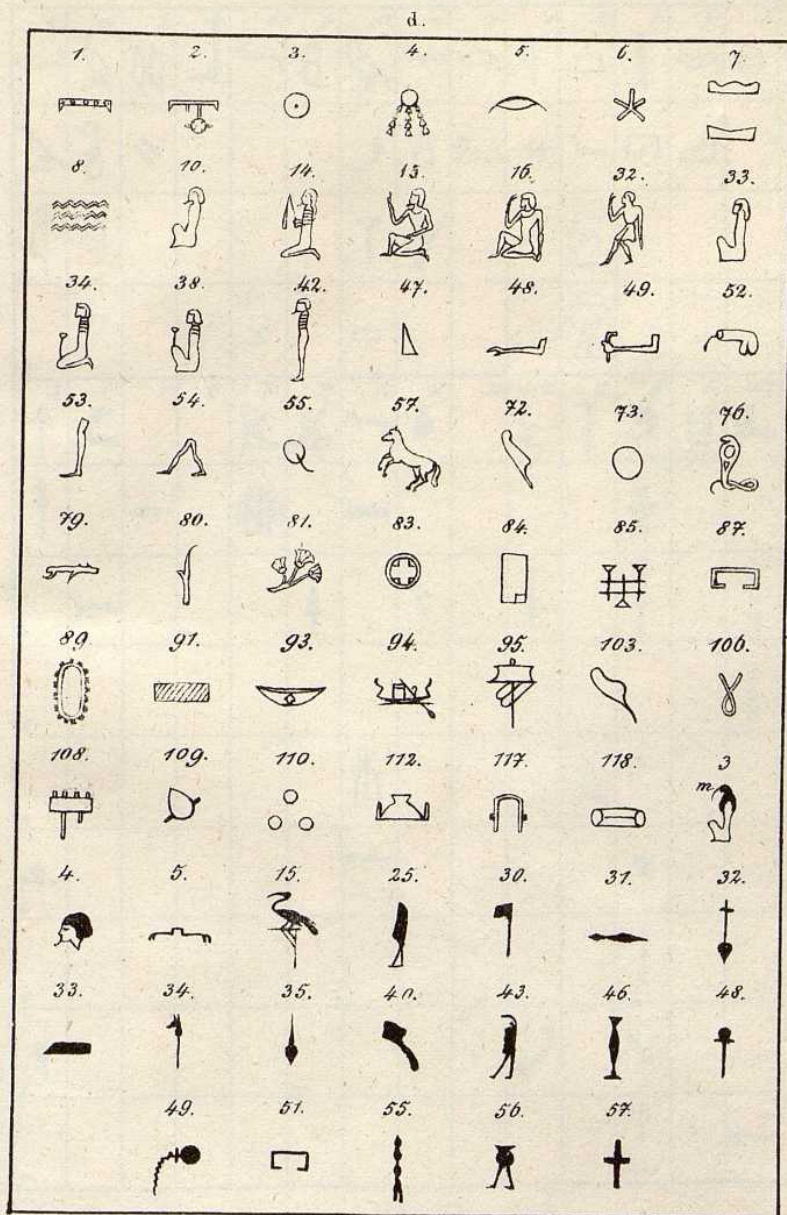 d.
1. 2. 3. 4. 5. 6. 7.
8. 10. 14. 15. 16. 32. 33.
34. 38. 42. 47. 48. 49. 52.
53. 54. 55. 57. 72. 73. 76.
79. 80. 81. 83. 84. 85. 87.
89. 91. 93. 94. 95. 103. 106.
108. 109. 110. 112. 117. 118. 3
m
4. 5. 15. 25. 30. 31. 32.
33. 34. 35. 40. 43. 46. 48.
49. 51. 55. 56. 57.